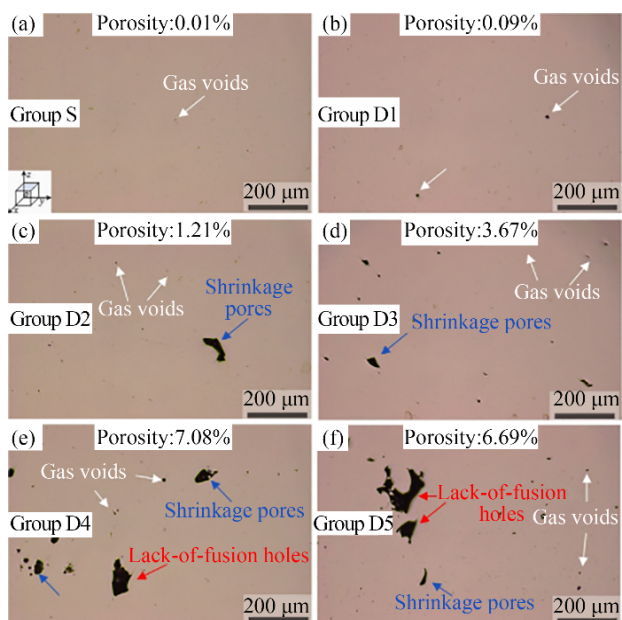 (a) Porosity:0.01%
Gas voids
Group S
z
x y
200 μm
(b) Porosity:0.09%
Gas voids
Group D1
200 μm
(c) Porosity:1.21%
Gas voids
Shrinkage
pores
Group D2
200 μm
(d) Porosity:3.67%
Gas voids
Group D3
Shrinkage pores
200 μm
(e) Porosity:7.08%
Gas voids
Shrinkage pores
Group D4
Lack-of-fusion holes
200 μm
(f) Porosity:6.69%
Lack-of-fusion
holes
Gas voids
Group D5
Shrinkage pores
200 μm